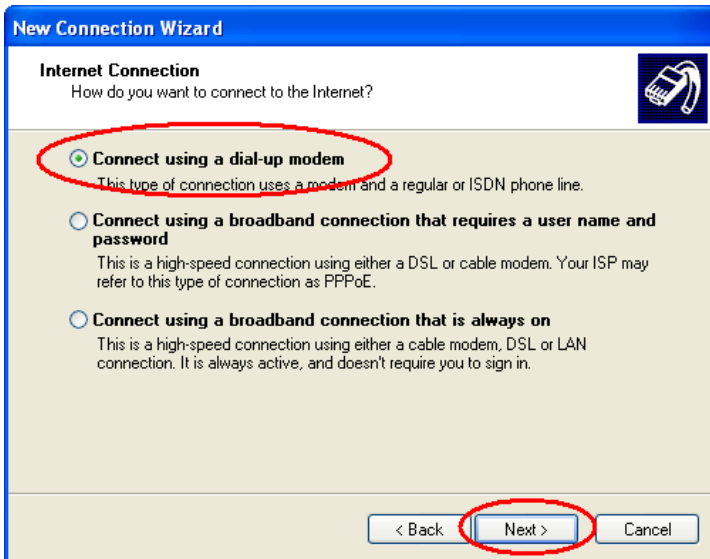 New Connection Wizard
Internet Connection
How do you want to connect to the Internet?
Connect using a dial-up modem
This type of connection uses a modem and a regular or ISDN phone line.
Connect using a broadband connection that requires a user name and
password
This is a high-speed connection using either a DSL or cable modem. Your ISP may
refer to this type of connection as PPPoE.
Connect using a broadband connection that is always on
This is a high-speed connection using either a cable modem, DSL or LAN
connection. It is always active, and doesn't require you to sign in.
< Back Next > Cancel